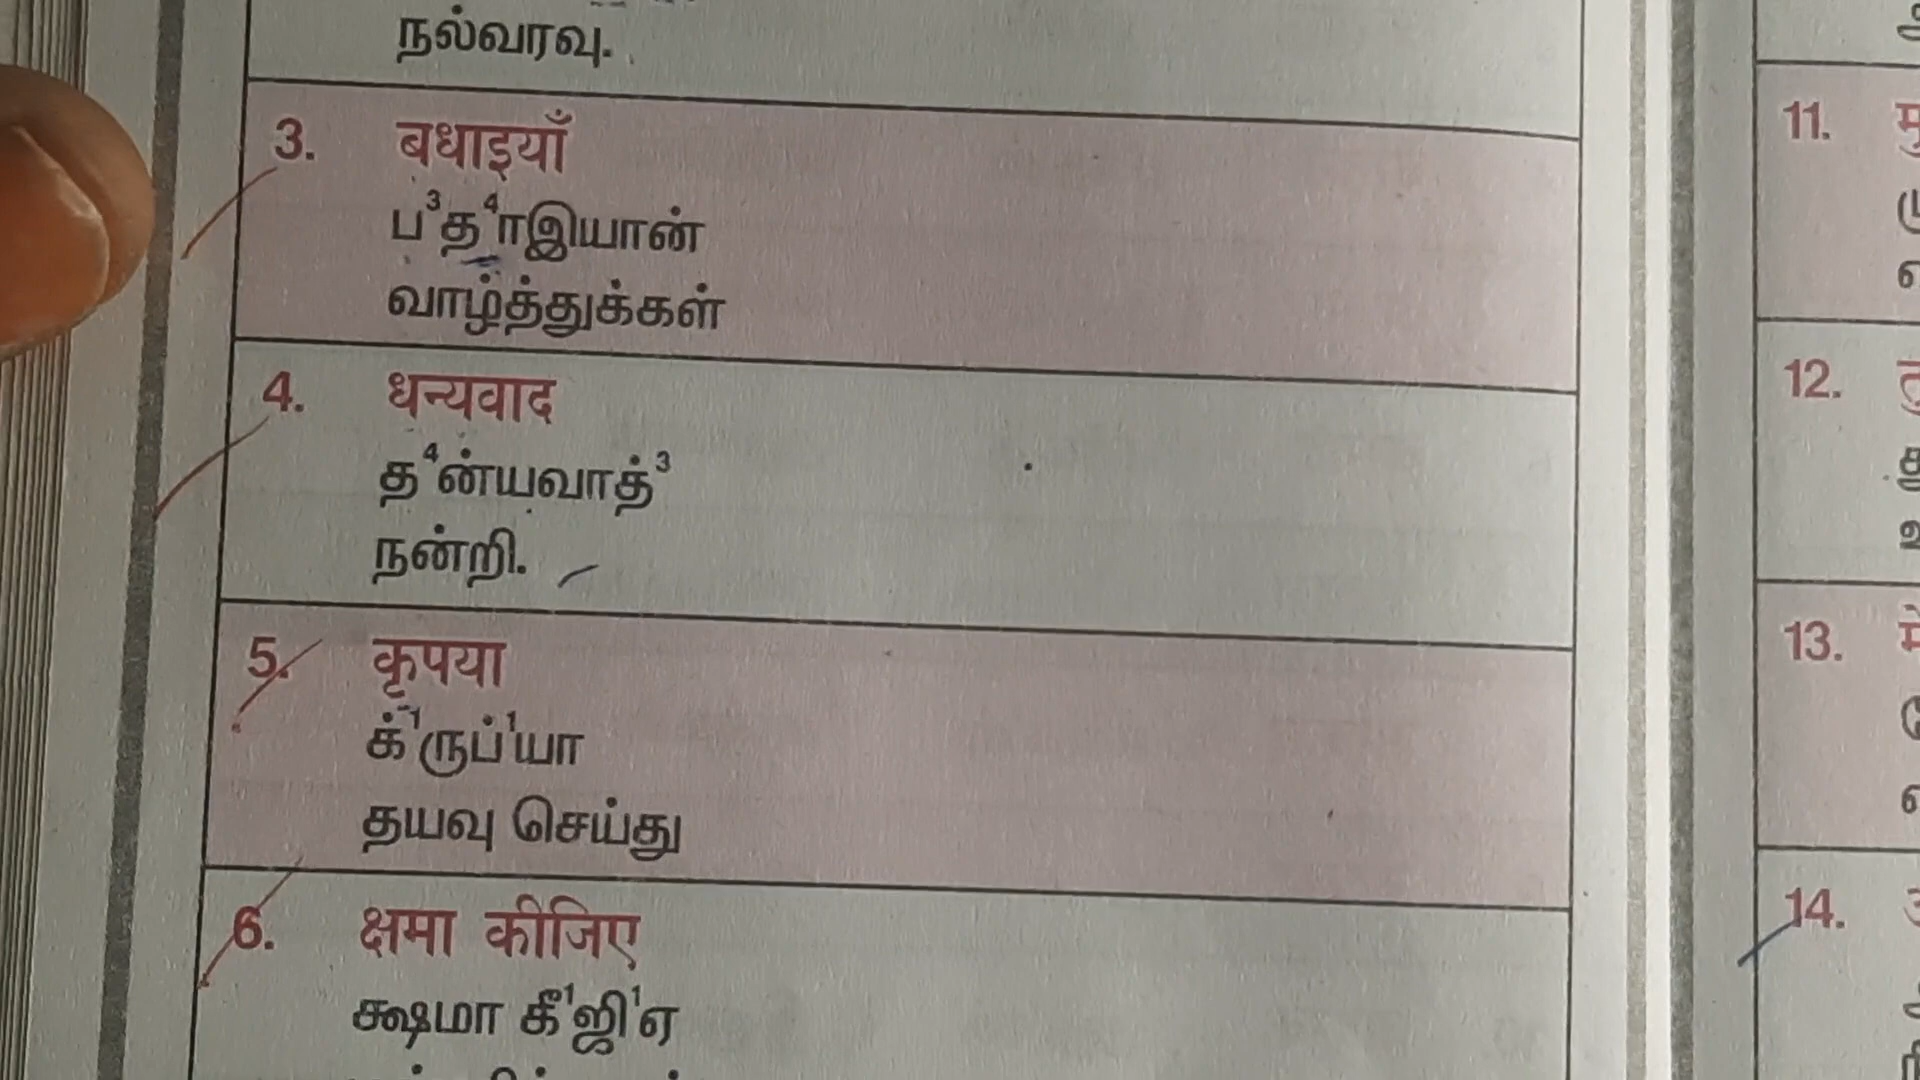 நல்வரவு.
3. बधाइयाँ
ப³த⁴ாஇயான்
வாழ்த்துக்கள்
4. धन्यवाद
த⁴ன்யவாத்³
நன்றி.
5. कृपया
க்¹ருப்¹யா
தயவு செய்து
6. क्षमा कीजिए
க்ஷமா கீ¹ஜி¹ஏ
11.
12.
13.
14.